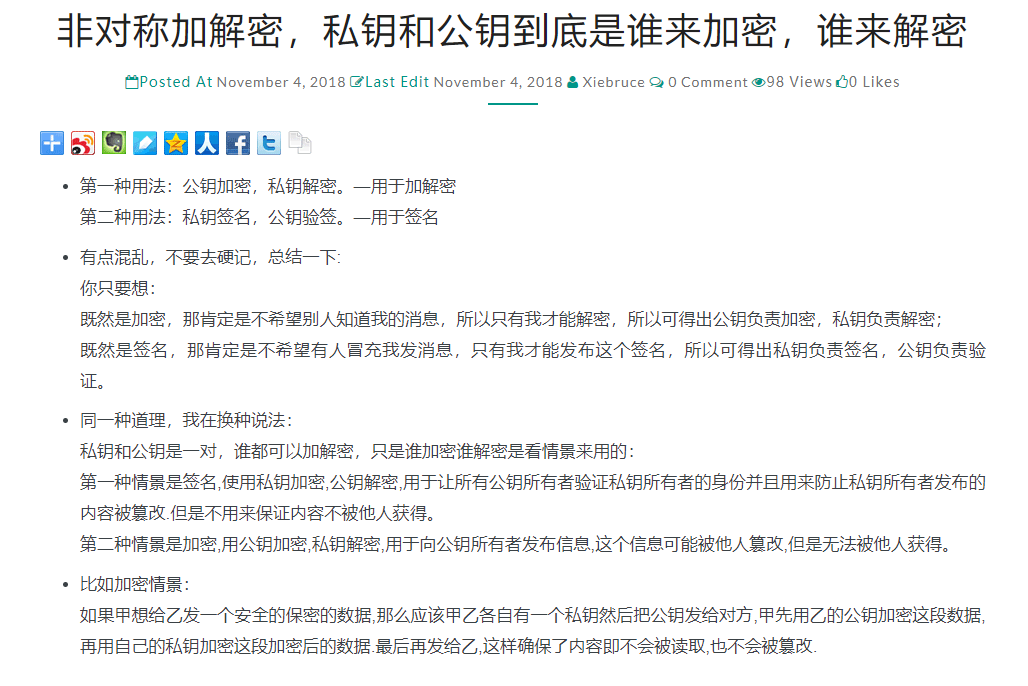 非对称加解密，私钥和公钥到底是谁来加密，谁来解密
Posted At November 4, 2018 Last Edit November 4, 2018 Xiebruce 0 Comment 98 Views 0 Likes
• 第一种用法：公钥加密，私钥解密。—用于加解密
第二种用法：私钥签名，公钥验签。—用于签名
• 有点混乱，不要去硬记，总结一下:
你只要想：
既然是加密，那肯定是不希望别人知道我的消息，所以只有我才能解密，所以可得出公钥负责加密，私钥负责解密；
既然是签名，那肯定是不希望有人冒充我发消息，只有我才能发布这个签名，所以可得出私钥负责签名，公钥负责验
证。
• 同一种道理，我在换种说法：
私钥和公钥是一对，谁都可以加解密，只是谁加密谁解密是看情景来用的：
第一种情景是签名,使用私钥加密,公钥解密,用于让所有公钥所有者验证私钥所有者的身份并且用来防止私钥所有者发布的
内容被篡改.但是不用来保证内容不被他人获得。
第二种情景是加密,用公钥加密,私钥解密,用于向公钥所有者发布信息,这个信息可能被他人篡改,但是无法被他人获得。
• 比如加密情景：
如果甲想给乙发一个安全的保密的数据,那么应该甲乙各自有一个私钥然后把公钥发给对方,甲先用乙的公钥加密这段数据,
再用自己的私钥加密这段加密后的数据.最后再发给乙,这样确保了内容即不会被读取,也不会被篡改.